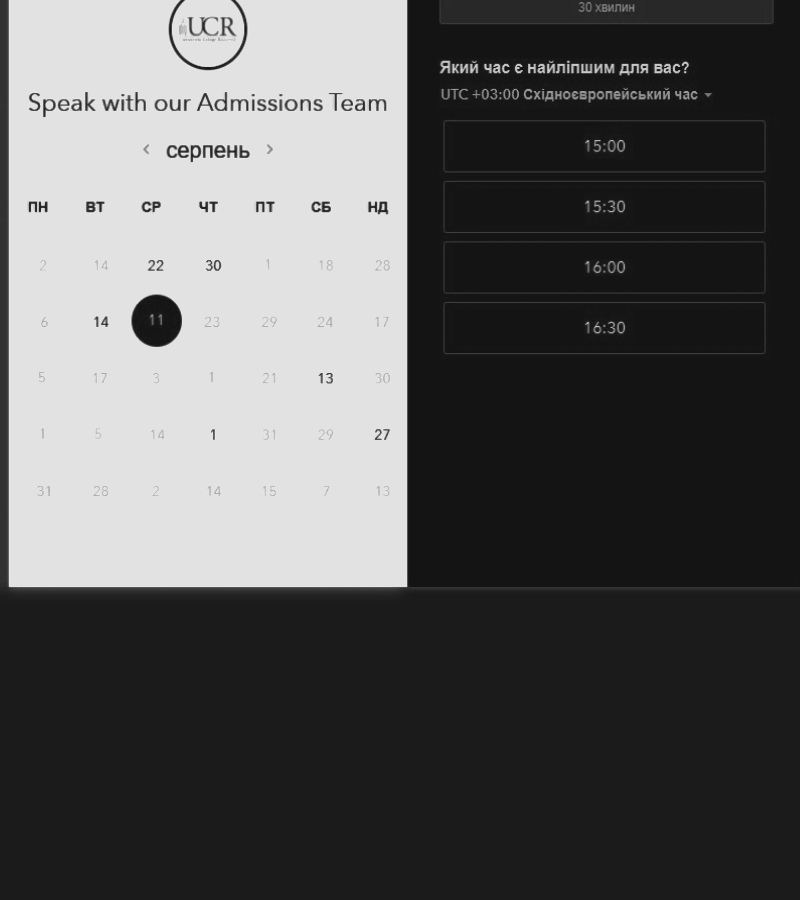 UCR
Speak with our Admissions Team
серпень
ПН ВТ СР ЧТ ПТ СБ НД
2 14 22 30 1 18 28
6 14 11 23 29 24 17
5 17 3 1 21 13 30
1 5 14 1 31 29 27
31 28 2 14 15 7 13
30 хвилин
Який час є найліпшим для вас?
UTC +03:00 Східноєвропейський час
15:00
15:30
16:00
16:30